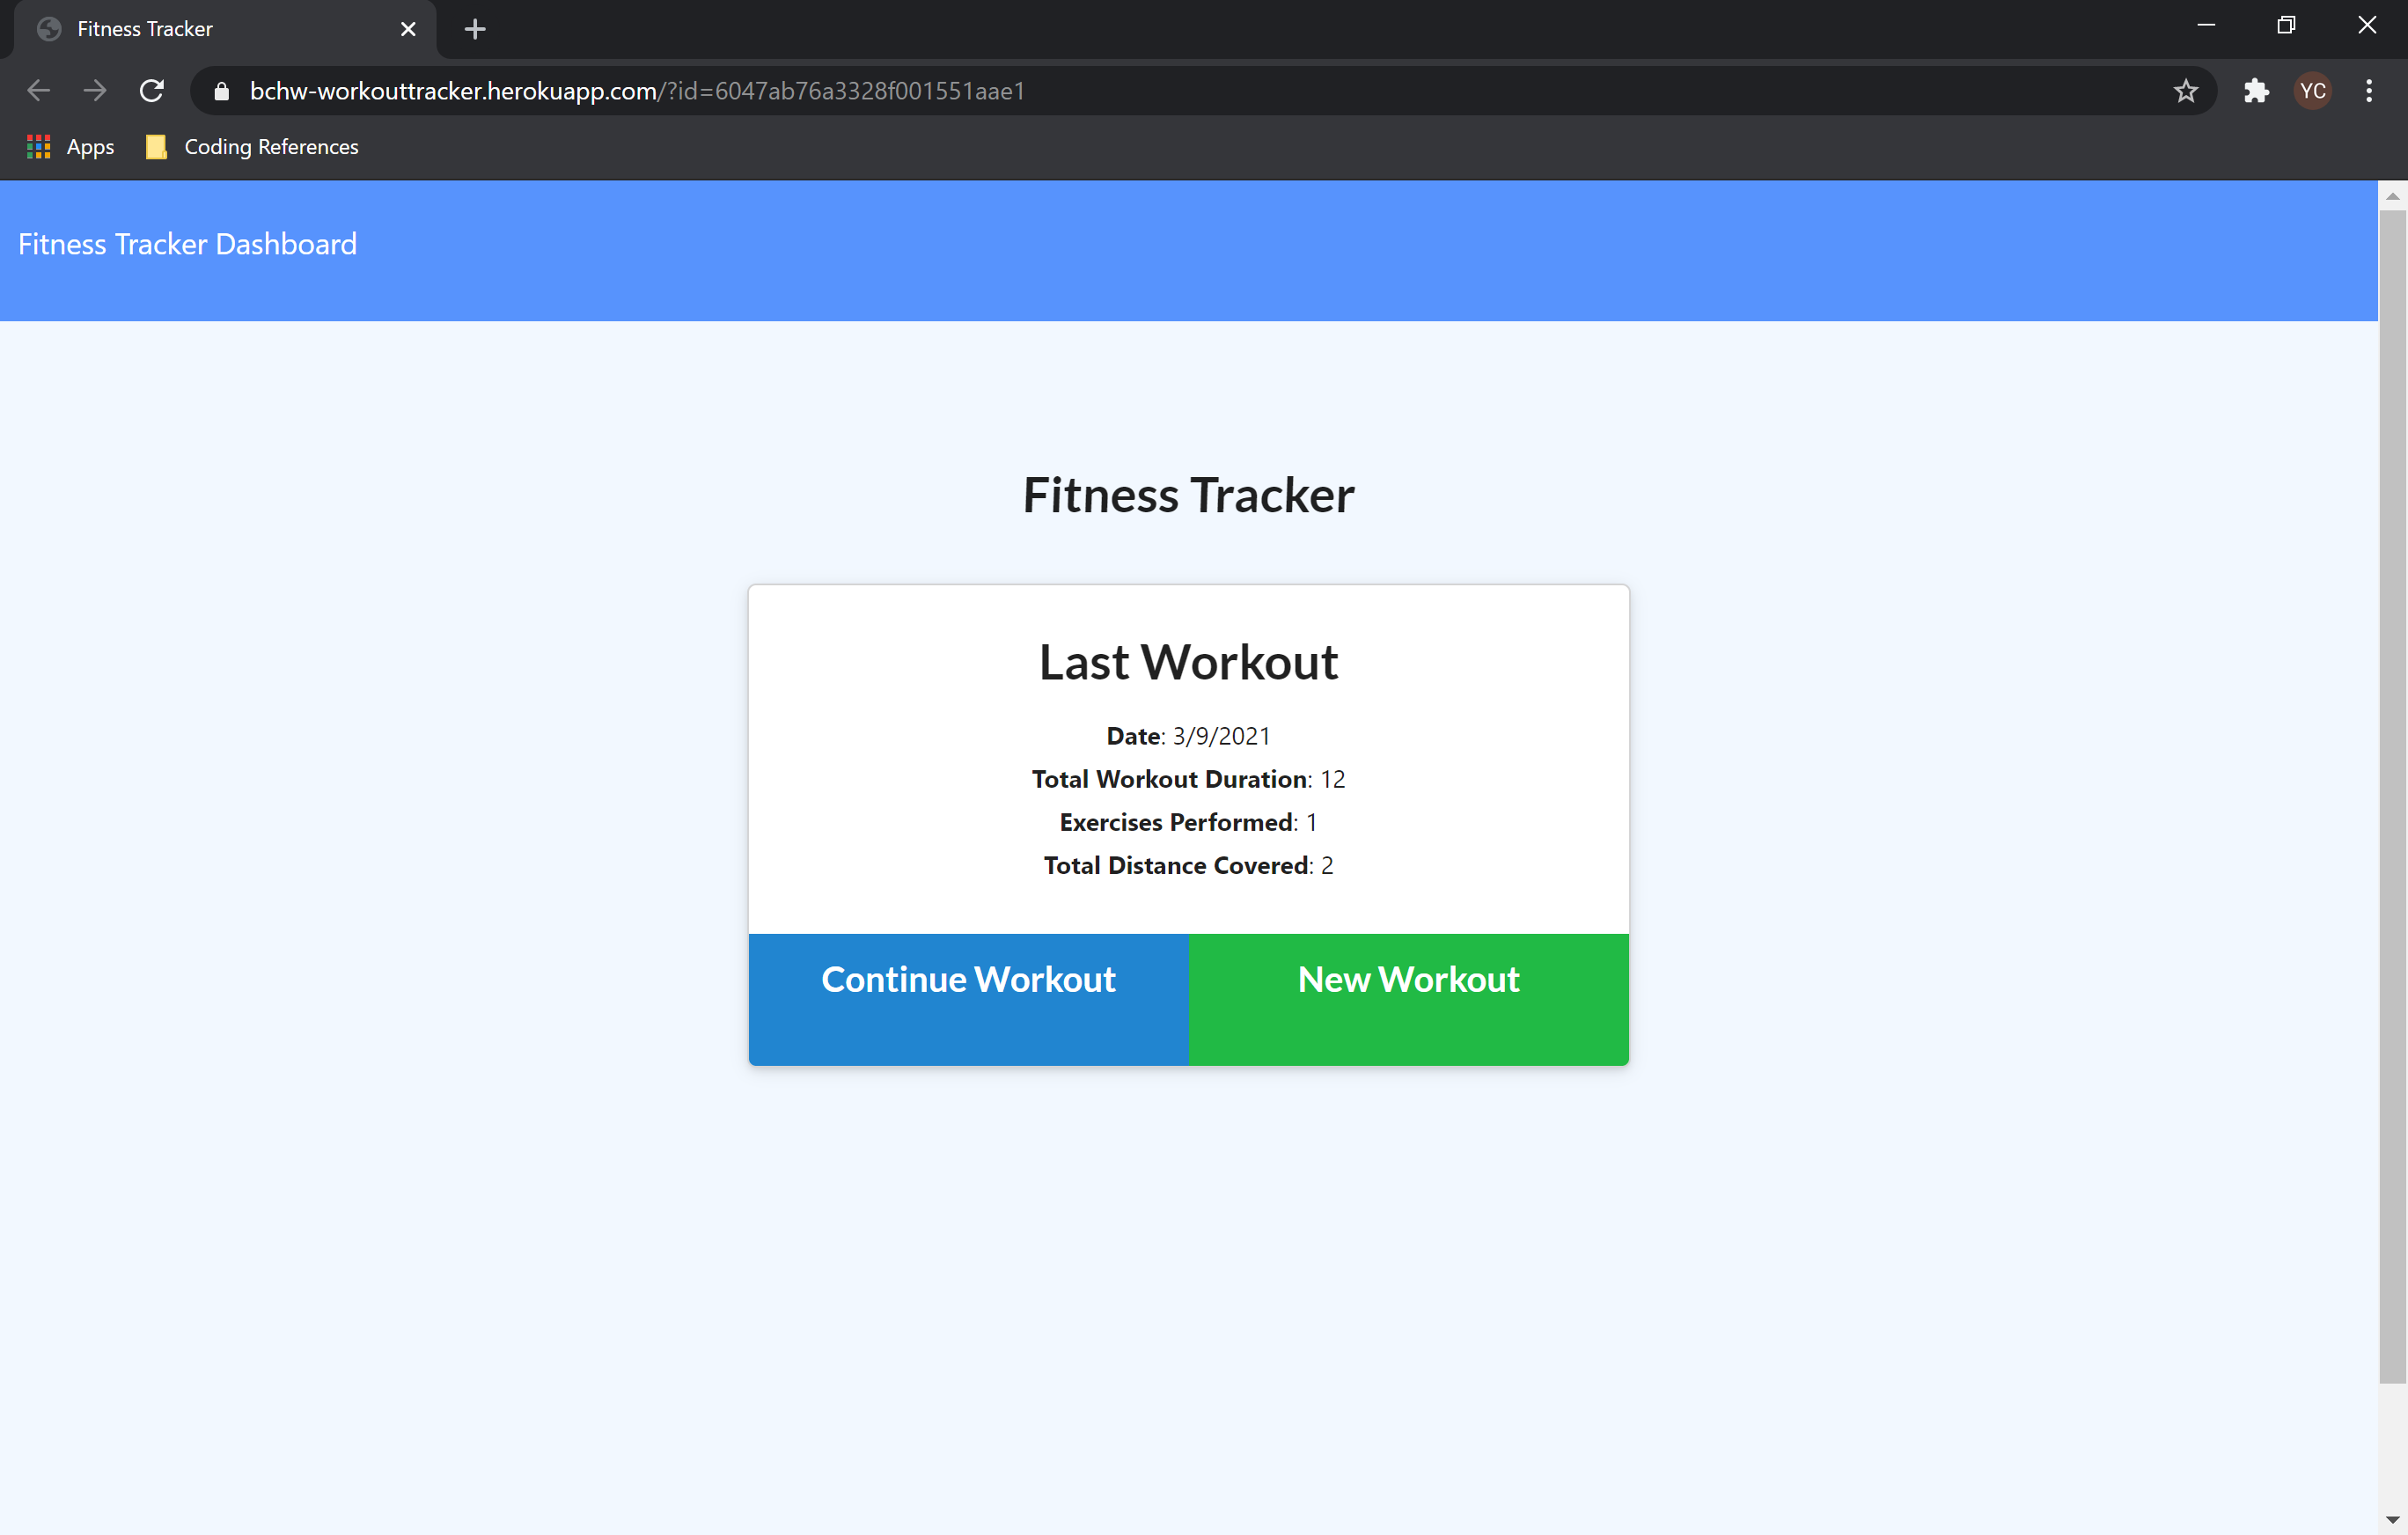 Fitness Tracker
bchw-workouttracker.herokuapp.com/?id=6047ab76a3328f001551aae1
YC
Apps
Coding References
Fitness Tracker Dashboard
Fitness Tracker
Last Workout
Date: 3/9/2021
Total Workout Duration: 12
Exercises Performed: 1
Total Distance Covered: 2
Continue Workout
New Workout